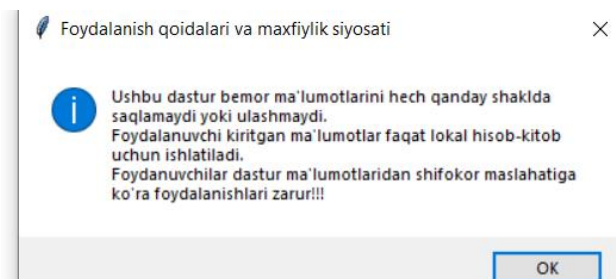 Foydalanish qoidalari va maxfiylik siyosati
Ushbu dastur bemor ma'lumotlarini hech qanday shaklda
saqlamaydi yoki ulashmaydi.
Foydalanuvchi kiritgan ma'lumotlar faqat lokal hisob-kitob
uchun ishlatiladi.
Foydanuvchilar dastur ma'lumotlaridan shifokor maslahatiga
ko'ra foydalanishlari zarur!!!
OK